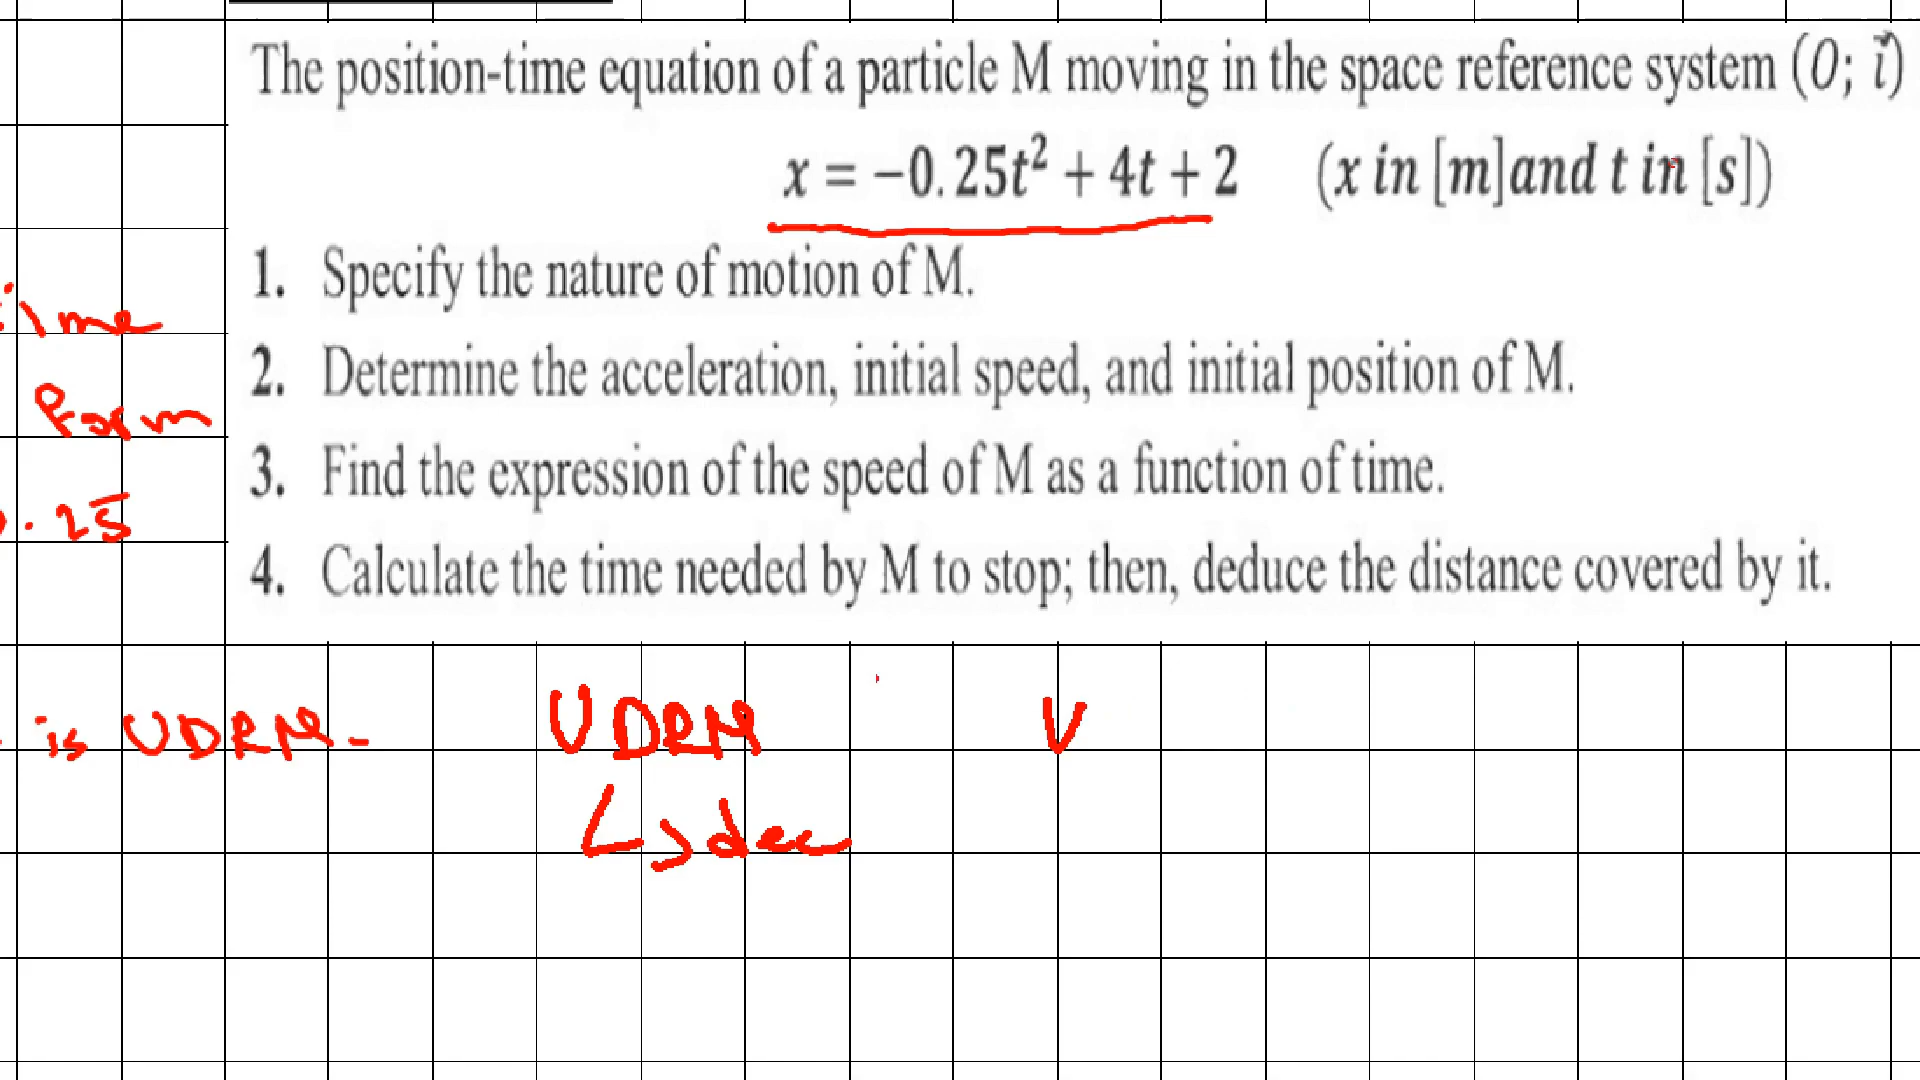 The position-time equation of a particle M moving in the space reference system (O; i⃗)
x = −0.25t² + 4t + 2 (x in [m]and t in [s])
1. Specify the nature of motion of M.
2. Determine the acceleration, initial speed, and initial position of M.
3. Find the expression of the speed of M as a function of time.
4. Calculate the time needed by M to stop; then, deduce the distance covered by it.
time
form
0.25
is UDRM. UDRM V
dec